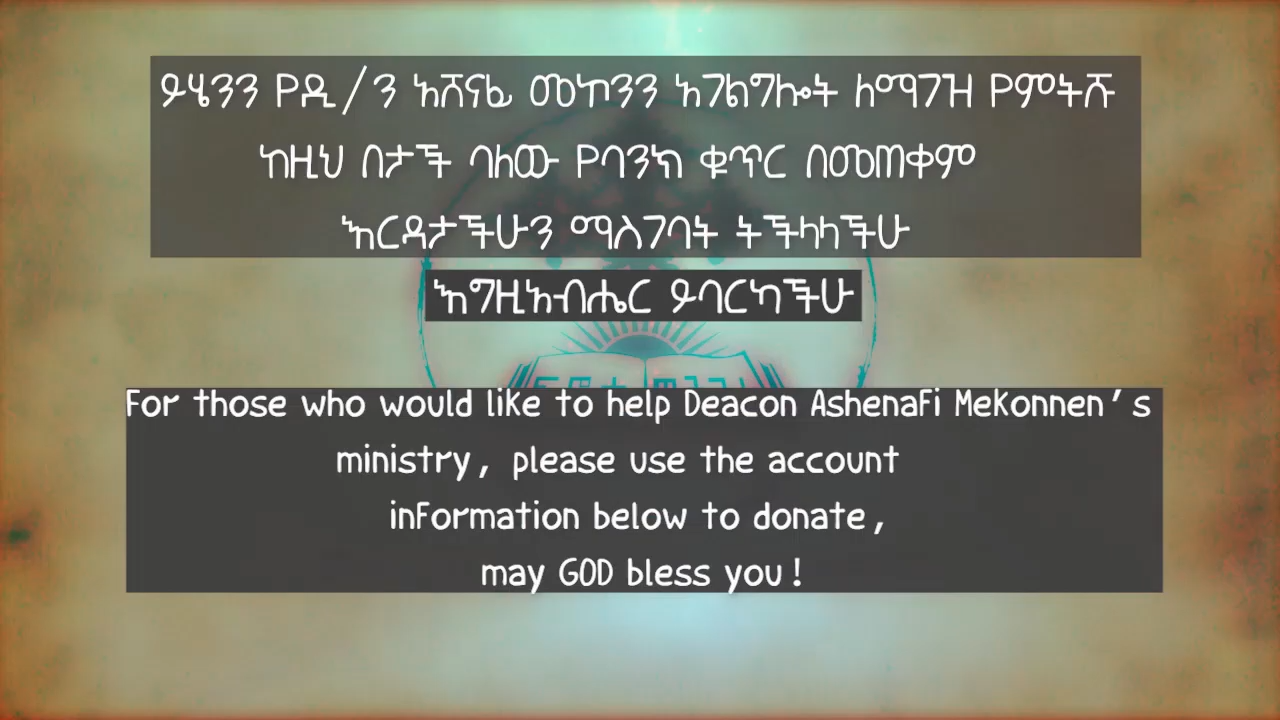 ይሄንን የዲ/ን አሸናፊ መኮንን አገልግሎት ለማገዝ የምትሹ
ከዚህ በታች ባለው የባንክ ቁጥር በመጠቀም
እርዳታችሁን ማስገባት ትችላላችሁ
እግዚአብሔር ይባርካችሁ
For those who would like to help Deacon Ashenafi Mekonnen's
ministry, please use the account
information below to donate,
may GOD bless you!